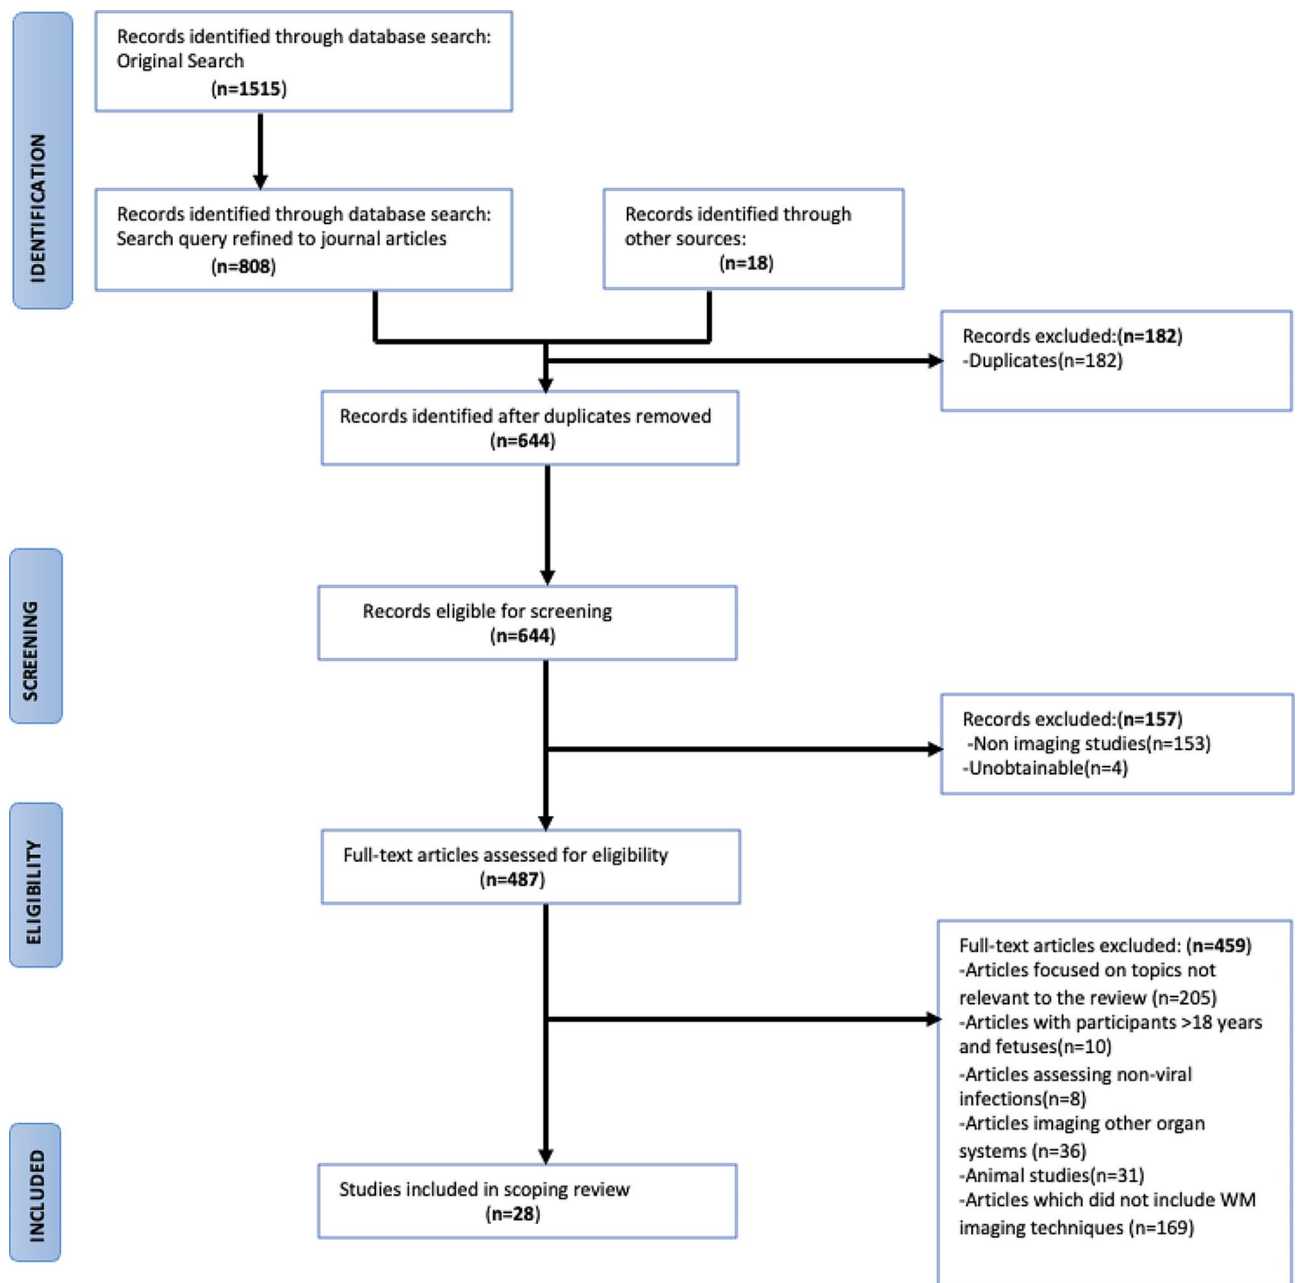 IDENTIFICATION
Records identified through database search:
Original Search
(n=1515)
Records identified through database search:
Search query refined to journal articles
(n=808)
Records identified through
other sources:
(n=18)
Records excluded:(n=182)
-Duplicates(n=182)
Records identified after duplicates removed
(n=644)
SCREENING
Records eligible for screening
(n=644)
Records excluded:(n=157)
-Non imaging studies(n=153)
-Unobtainable(n=4)
ELIGIBILITY
Full-text articles assessed for eligibility
(n=487)
Full-text articles excluded: (n=459)
-Articles focused on topics not
relevant to the review (n=205)
-Articles with participants >18 years
and fetuses(n=10)
-Articles assessing non-viral
infections(n=8)
-Articles imaging other organ
systems (n=36)
-Animal studies(n=31)
-Articles which did not include WM
imaging techniques (n=169)
INCLUDED
Studies included in scoping review
(n=28)